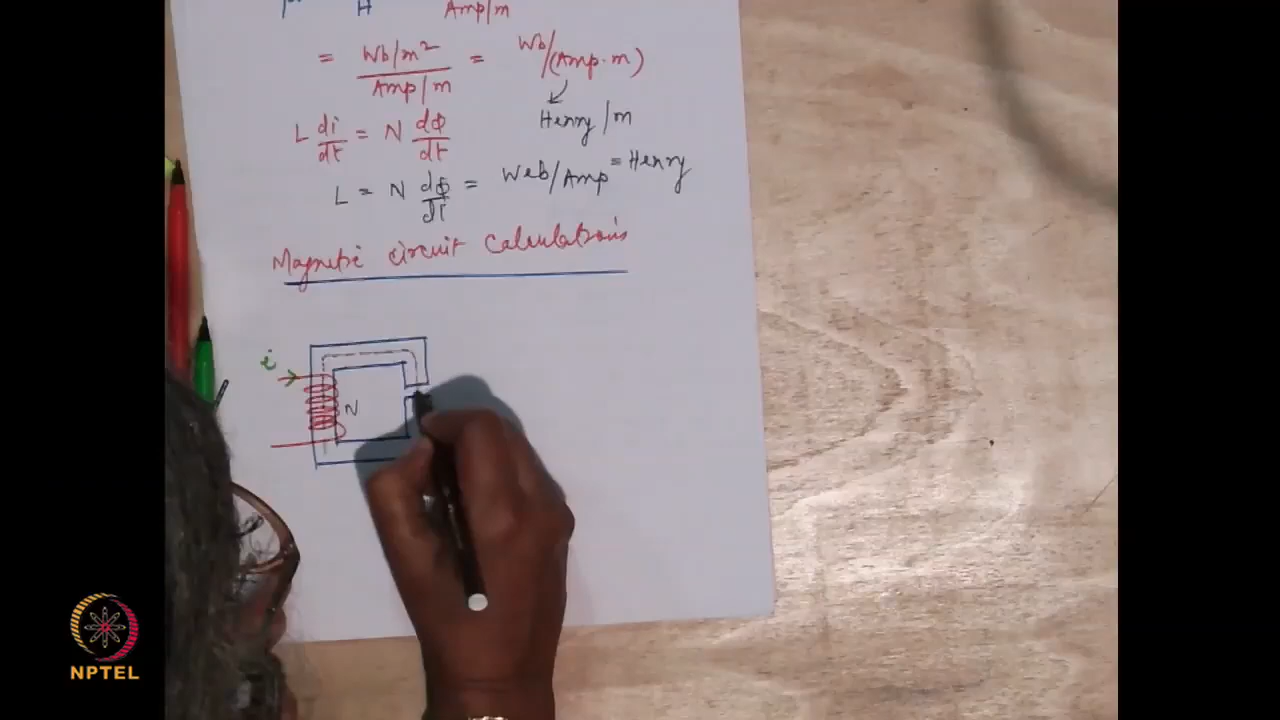 H Amp/m
= Wb/m² / Amp/m = Wb/(Amp·m)
Henry/m
L di/dt = N dΦ/dt
L = N dΦ/dt = Web/Amp = Henry
Magnetic circuit Calculations
i
N
NPTEL